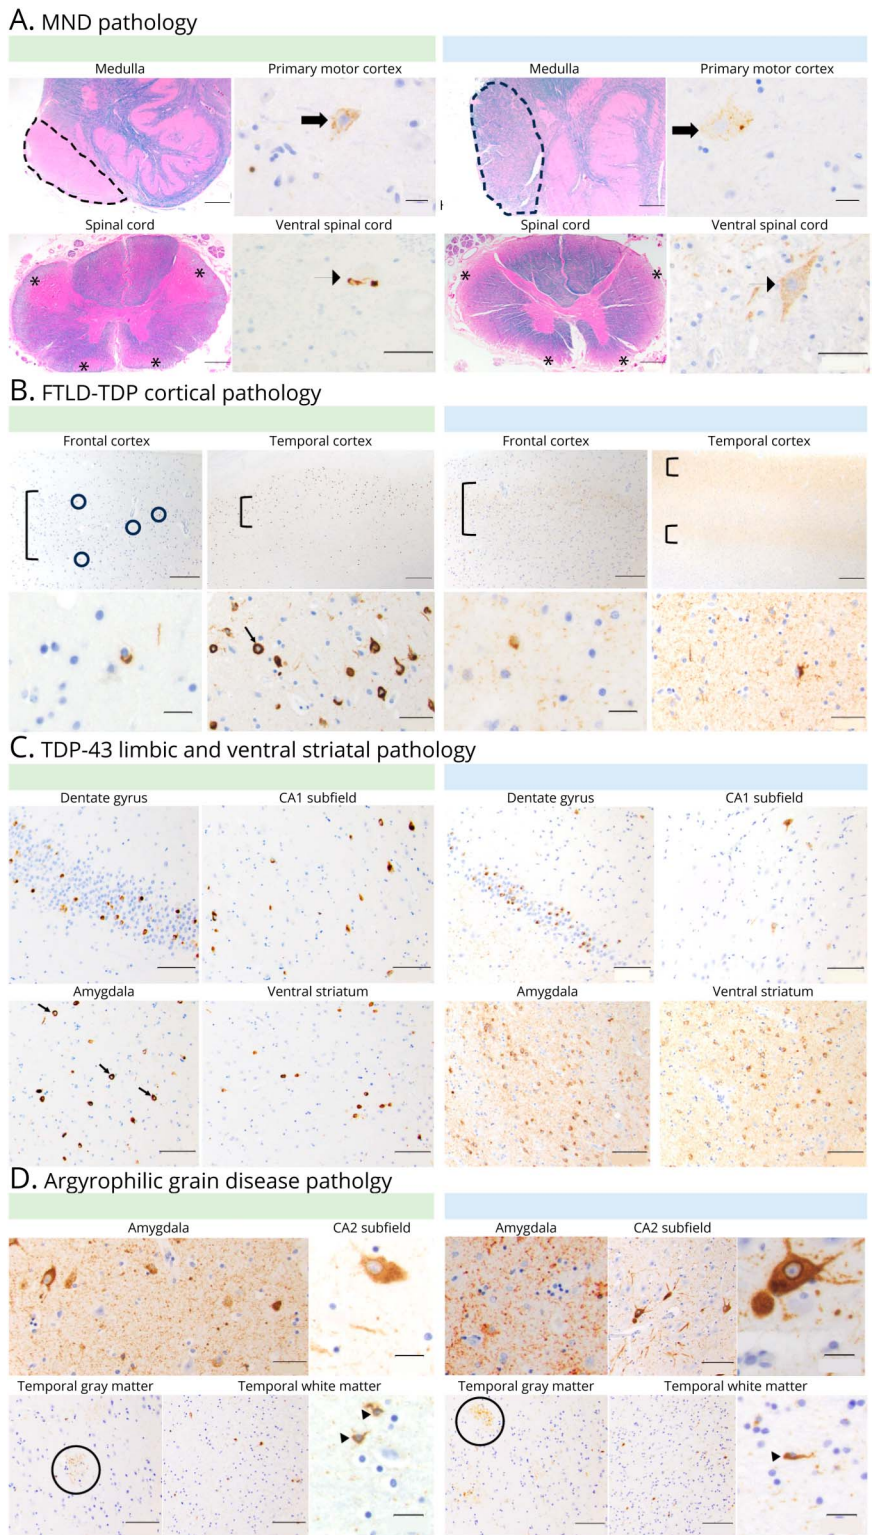 A. MND pathology
Medulla
Primary motor cortex
Medulla
Primary motor cortex
Spinal cord
Ventral spinal cord
Spinal cord
Ventral spinal cord
B. FTLD-TDP cortical pathology
Frontal cortex
Temporal cortex
Frontal cortex
Temporal cortex
C. TDP-43 limbic and ventral striatal pathology
Dentate gyrus
CA1 subfield
Dentate gyrus
CA1 subfield
Amygdala
Ventral striatum
Amygdala
Ventral striatum
D. Argyrophilic grain disease patholgy
Amygdala
CA2 subfield
Amygdala
CA2 subfield
Temporal gray matter
Temporal white matter
Temporal gray matter
Temporal white matter